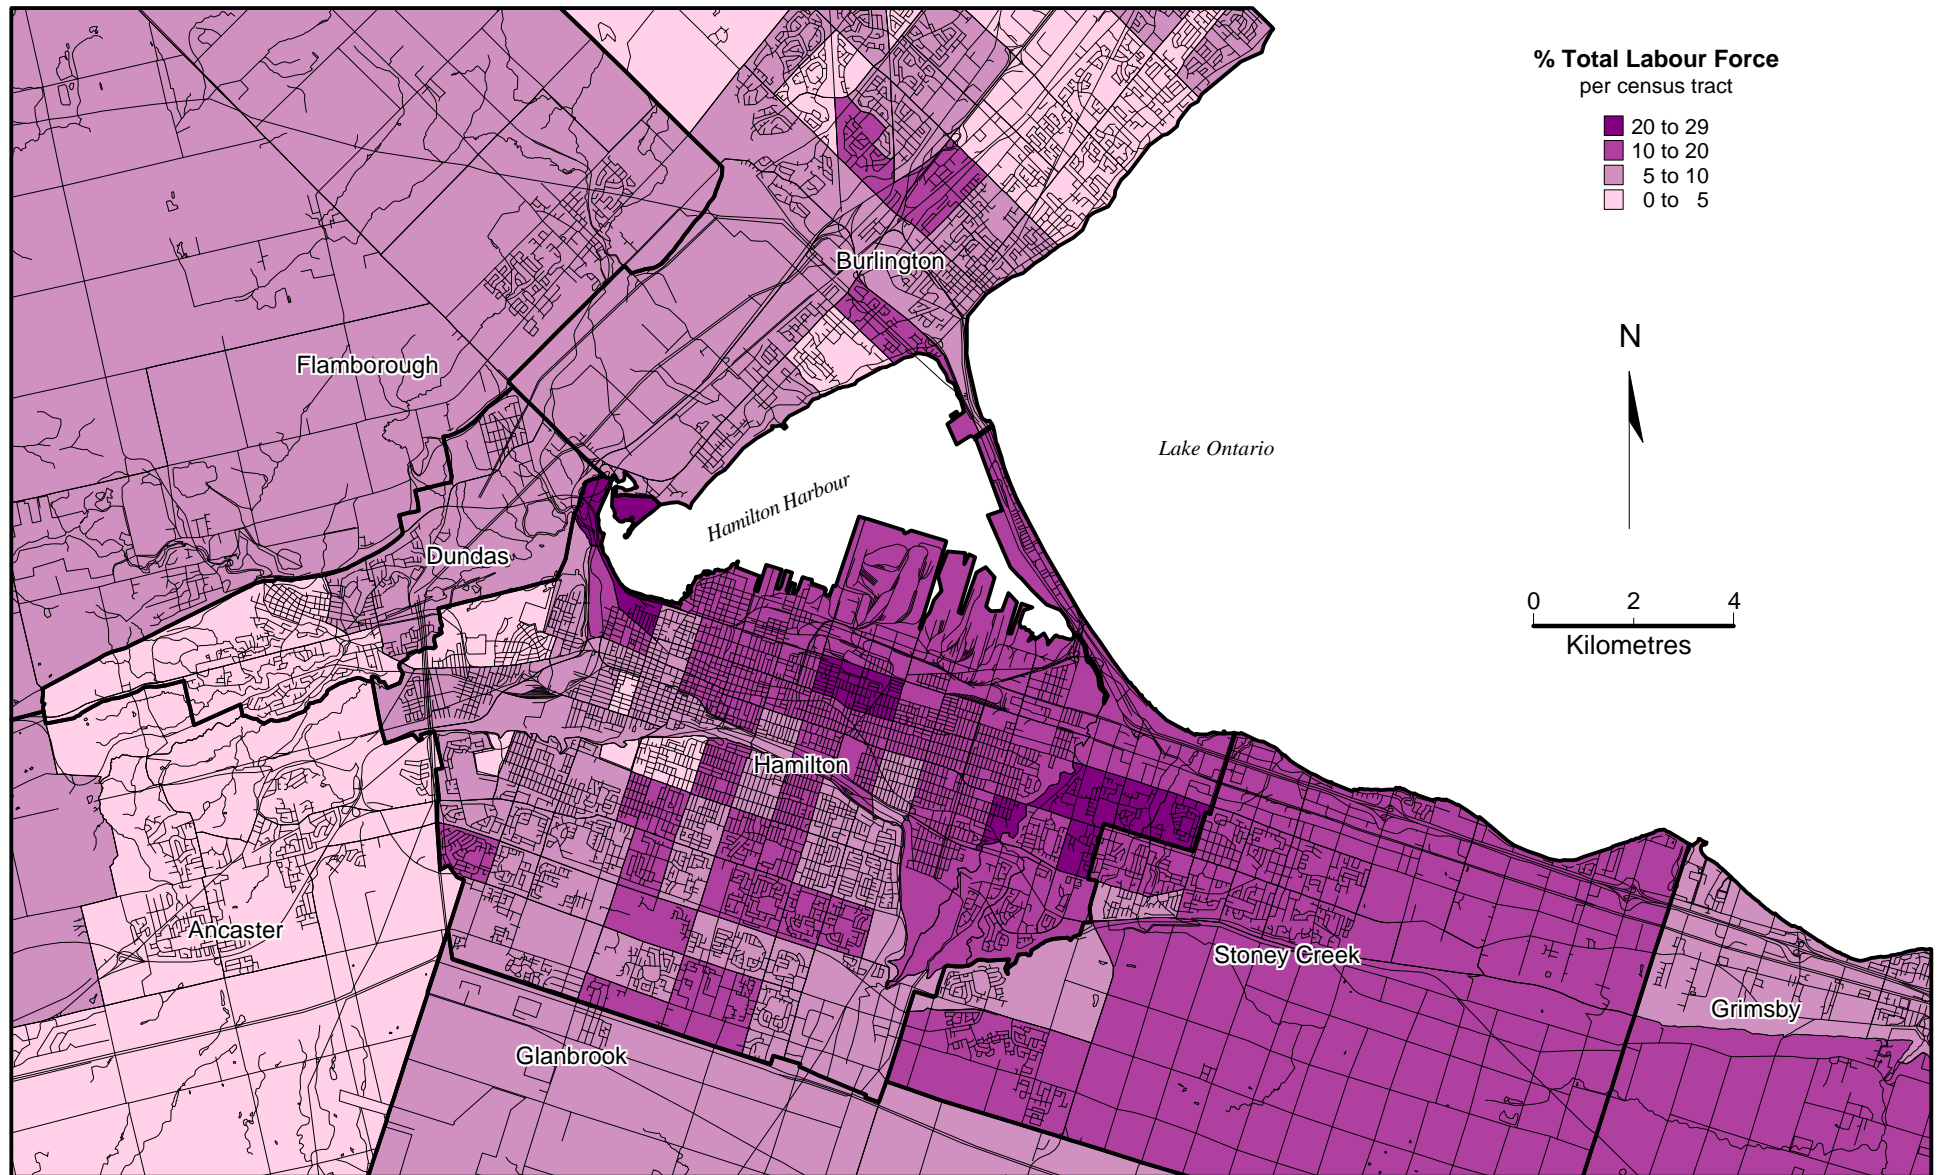 % Total Labour Force
per census tract
20 to 29
10 to 20
5 to 10
0 to 5
Burlington
N
Flamborough
Lake Ontario
Hamilton Harbour
Dundas
0 2 4
Kilometres
Hamilton
Ancaster
Stoney Creek
Grimsby
Glanbrook